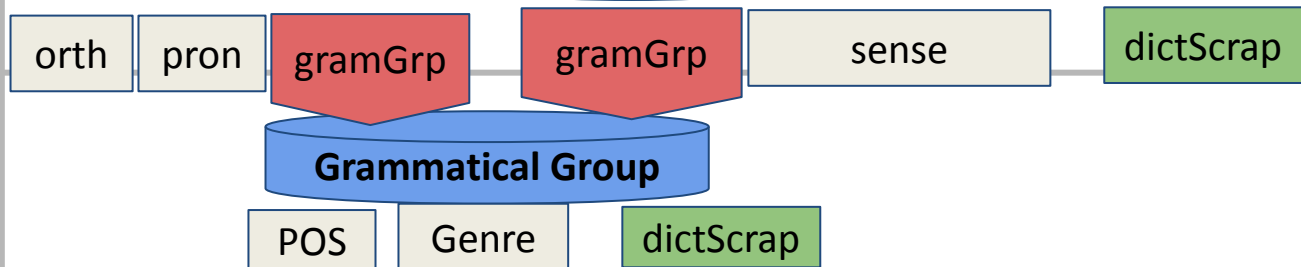 orth pron gramGrp gramGrp sense dictScrap
Grammatical Group
POS Genre dictScrap